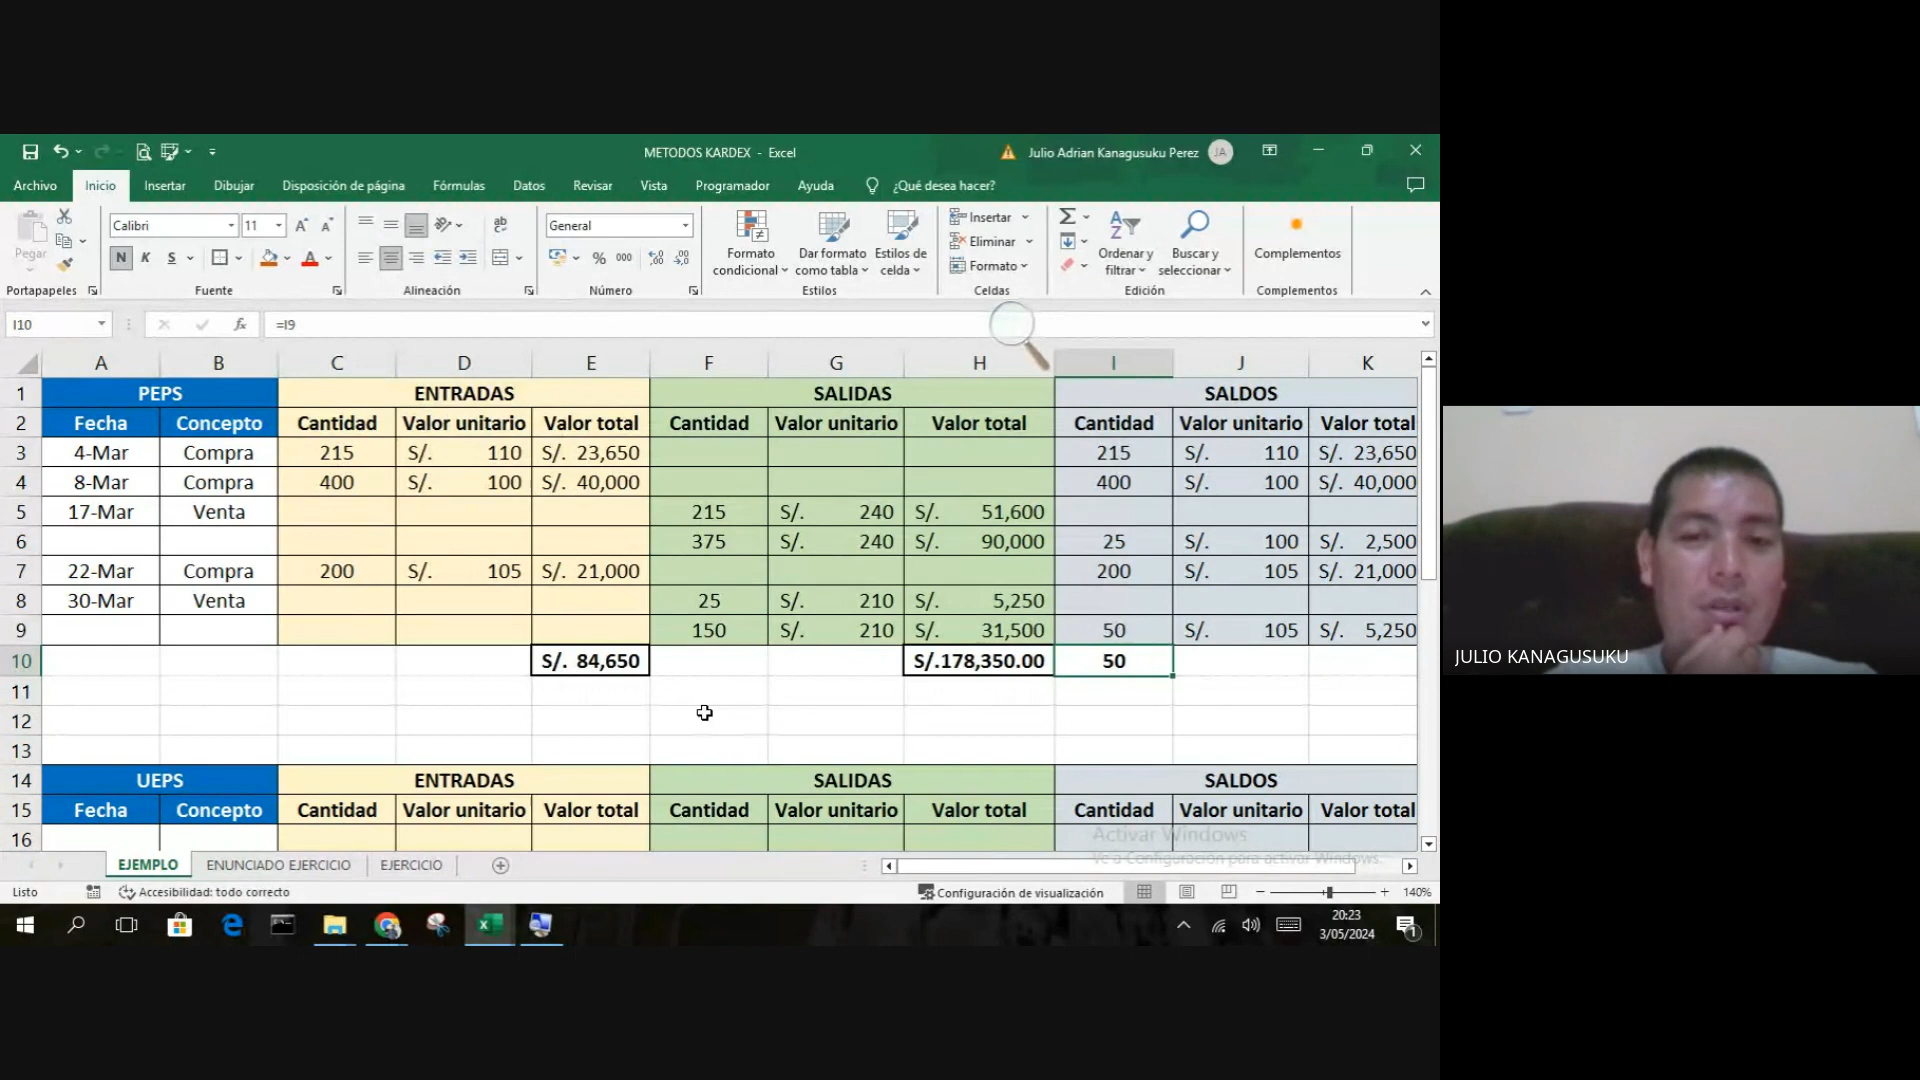 METODOS KARDEX - Excel
Julio Adrian Kanagusuku Perez JA
Archivo Inicio Insertar Dibujar Disposición de página Fórmulas Datos Revisar Vista Programador Ayuda ¿Qué desea hacer?
Pegar Calibri 11 General
N K S
Formato condicional Dar formato como tabla Estilos de celda
Insertar Eliminar Formato
Ordenar y filtrar Buscar y seleccionar Complementos
Portapapeles Fuente Alineación Número Estilos Celdas Edición Complementos
I10 fx =I9
A B C D E F G H I J K
1 PEPS ENTRADAS SALIDAS SALDOS
2 Fecha Concepto Cantidad Valor unitario Valor total Cantidad Valor unitario Valor total Cantidad Valor unitario Valor total
3 4-Mar Compra 215 S/. 110 S/. 23,650 215 S/. 110 S/. 23,650
4 8-Mar Compra 400 S/. 100 S/. 40,000 400 S/. 100 S/. 40,000
5 17-Mar Venta 215 S/. 240 S/. 51,600
6 375 S/. 240 S/. 90,000 25 S/. 100 S/. 2,500
7 22-Mar Compra 200 S/. 105 S/. 21,000 200 S/. 105 S/. 21,000
8 30-Mar Venta 25 S/. 210 S/. 5,250
9 150 S/. 210 S/. 31,500 50 S/. 105 S/. 5,250
10 S/. 84,650 S/.178,350.00 50
11
12
13
14 UEPS ENTRADAS SALIDAS SALDOS
15 Fecha Concepto Cantidad Valor unitario Valor total Cantidad Valor unitario Valor total Cantidad Valor unitario Valor total
16
Activar Windows
Ve a Configuración para activar Windows.
EJEMPLO ENUNCIADO EJERCICIO EJERCICIO
Listo Accesibilidad: todo correcto Configuración de visualización 140%
20:23
3/05/2024
1
JULIO KANAGUSUKU